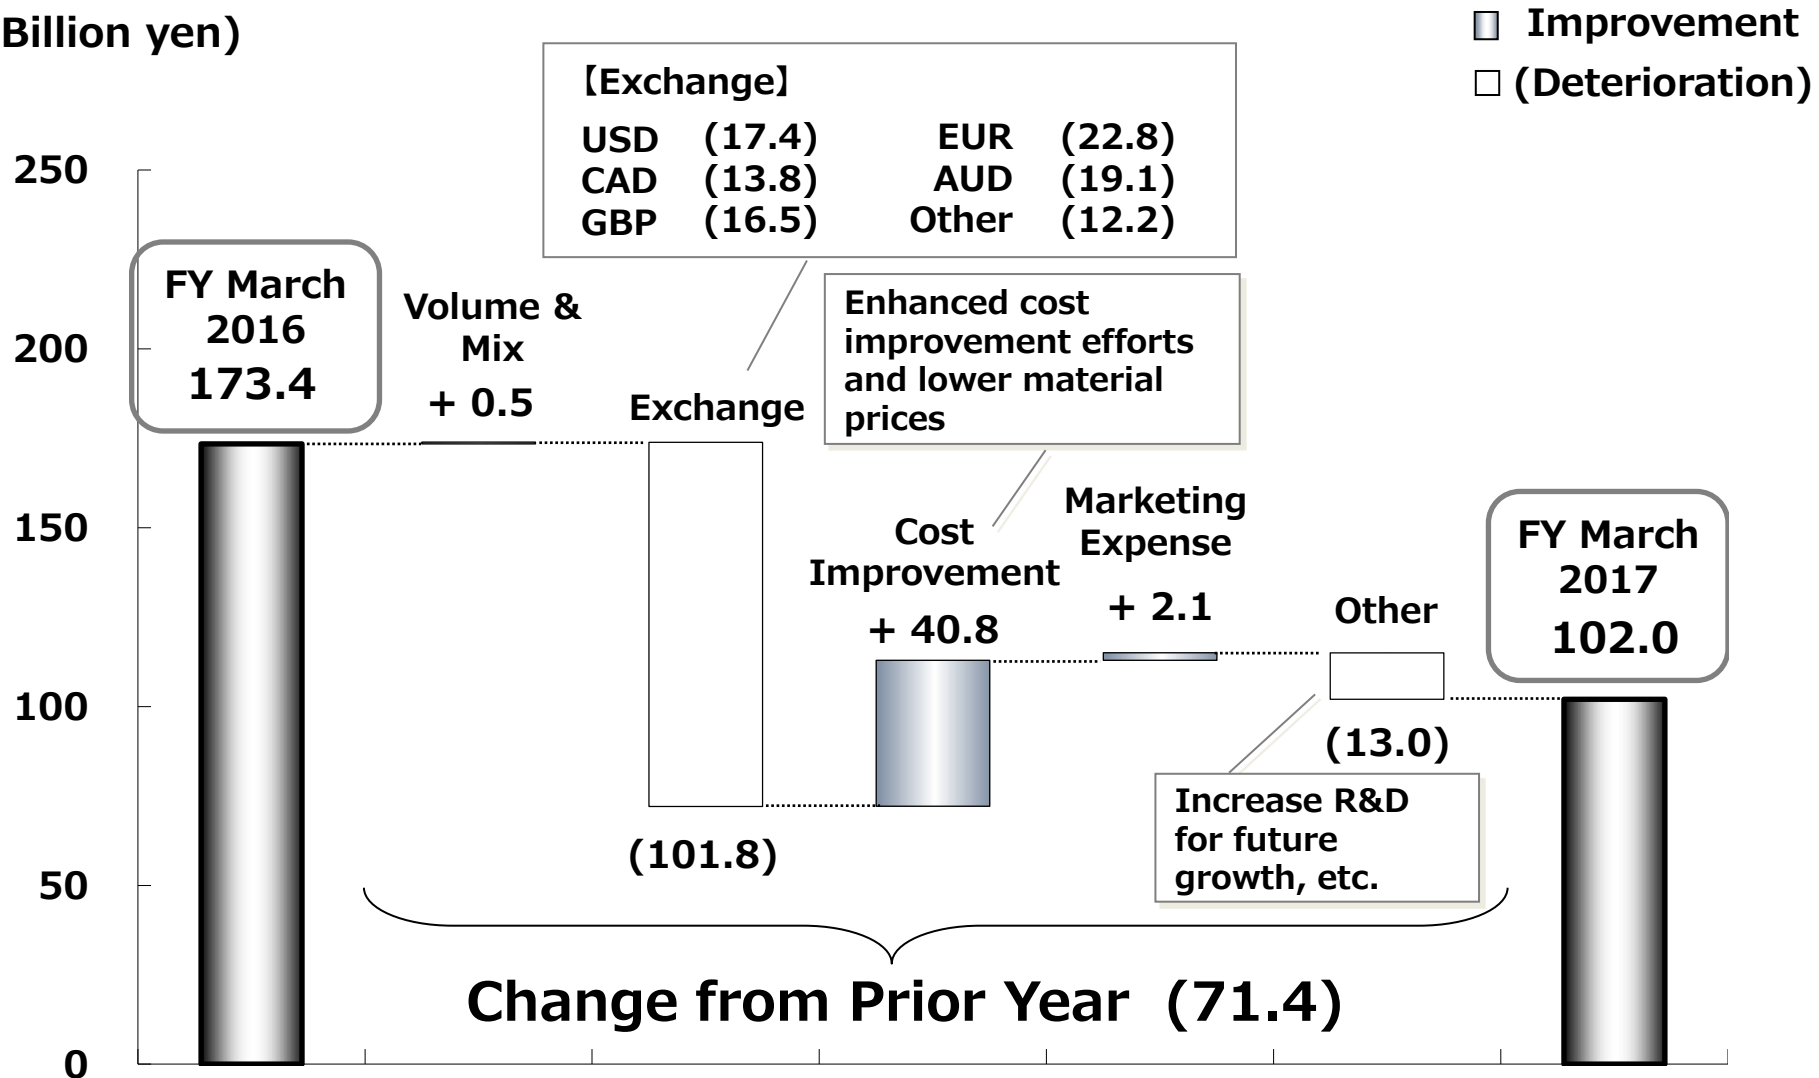 Billion yen)
Improvement
(Deterioration)
【Exchange】
USD (17.4) EUR (22.8)
CAD (13.8) AUD (19.1)
GBP (16.5) Other (12.2)
250
200
150
100
50
0
FY March
2016
173.4
Volume &
Mix
+ 0.5
Exchange
(101.8)
Enhanced cost
improvement efforts
and lower material
prices
Cost
Improvement
+ 40.8
Marketing
Expense
+ 2.1
Other
(13.0)
Increase R&D
for future
growth, etc.
FY March
2017
102.0
Change from Prior Year (71.4)